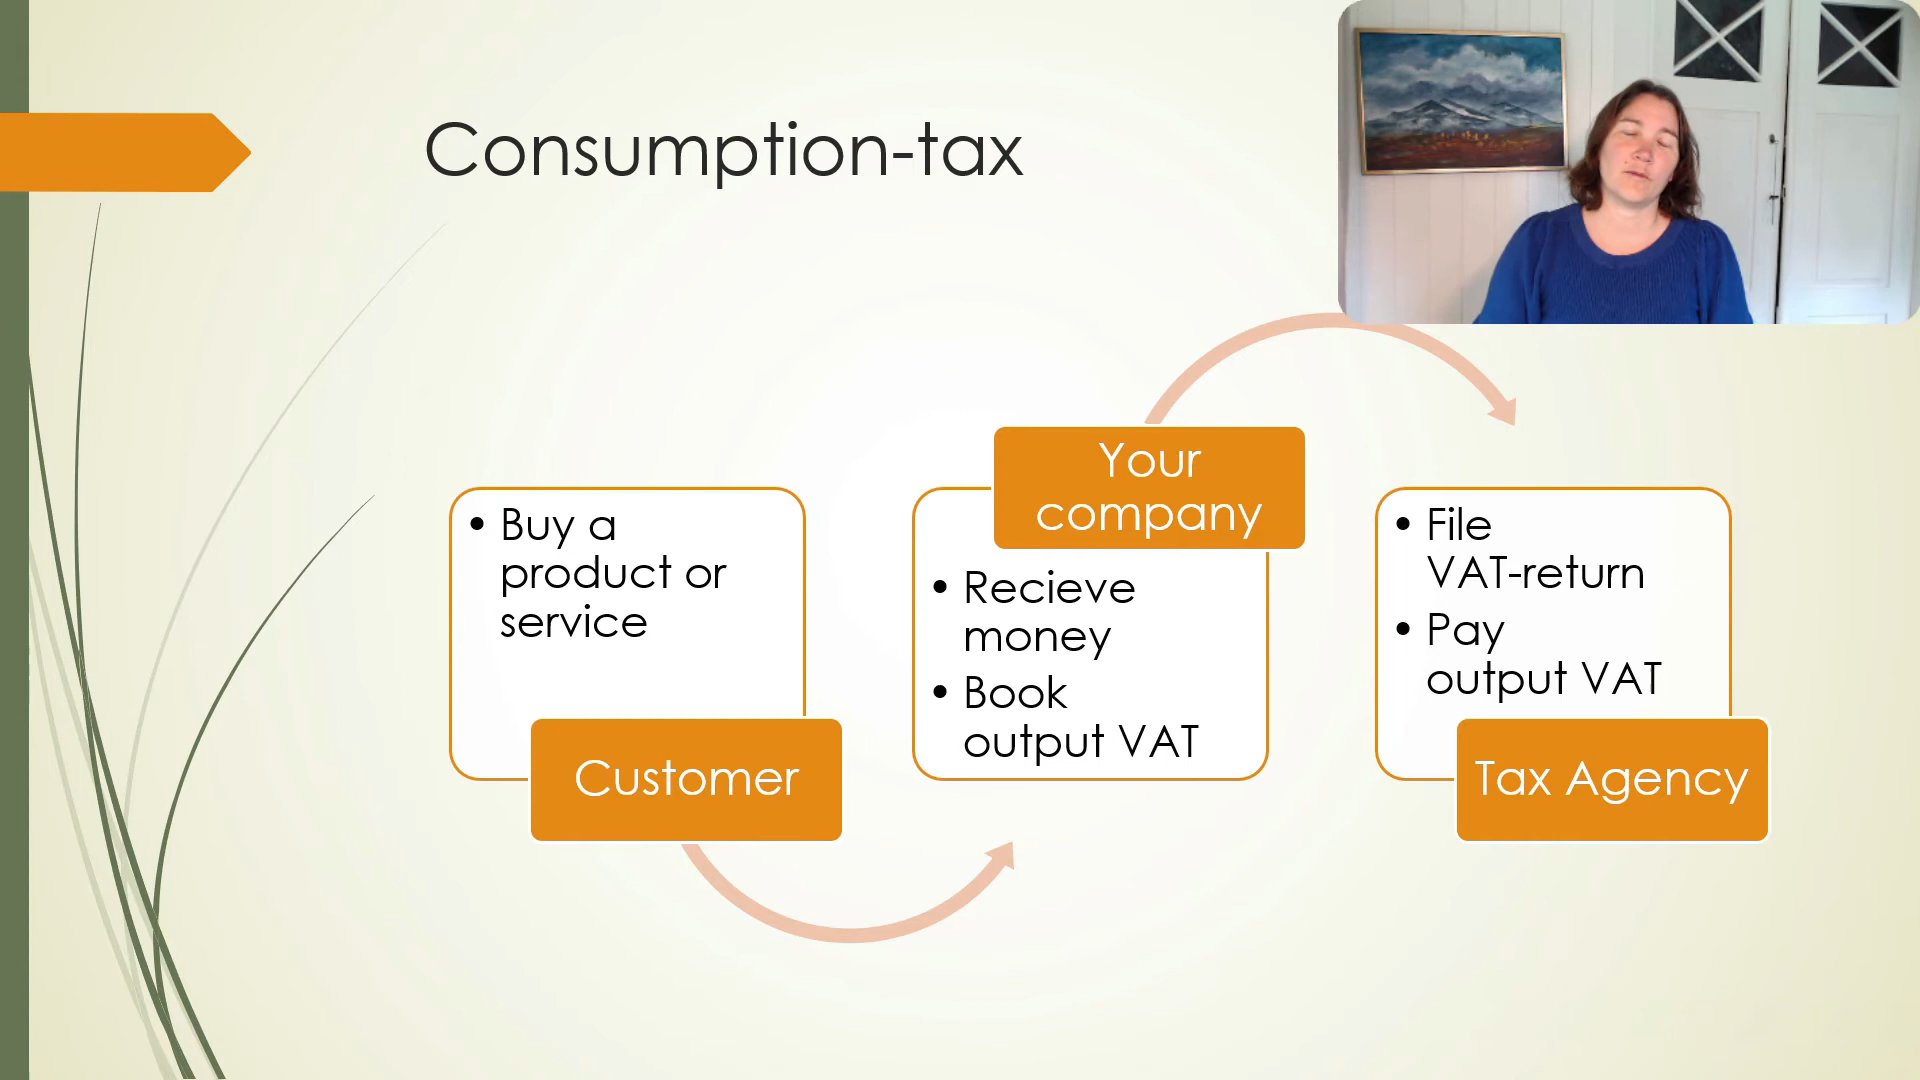 Consumption-tax
• Buy a
product or
service
Customer
Your
company
• Recieve
money
• Book
output VAT
• File
VAT-return
• Pay
output VAT
Tax Agency